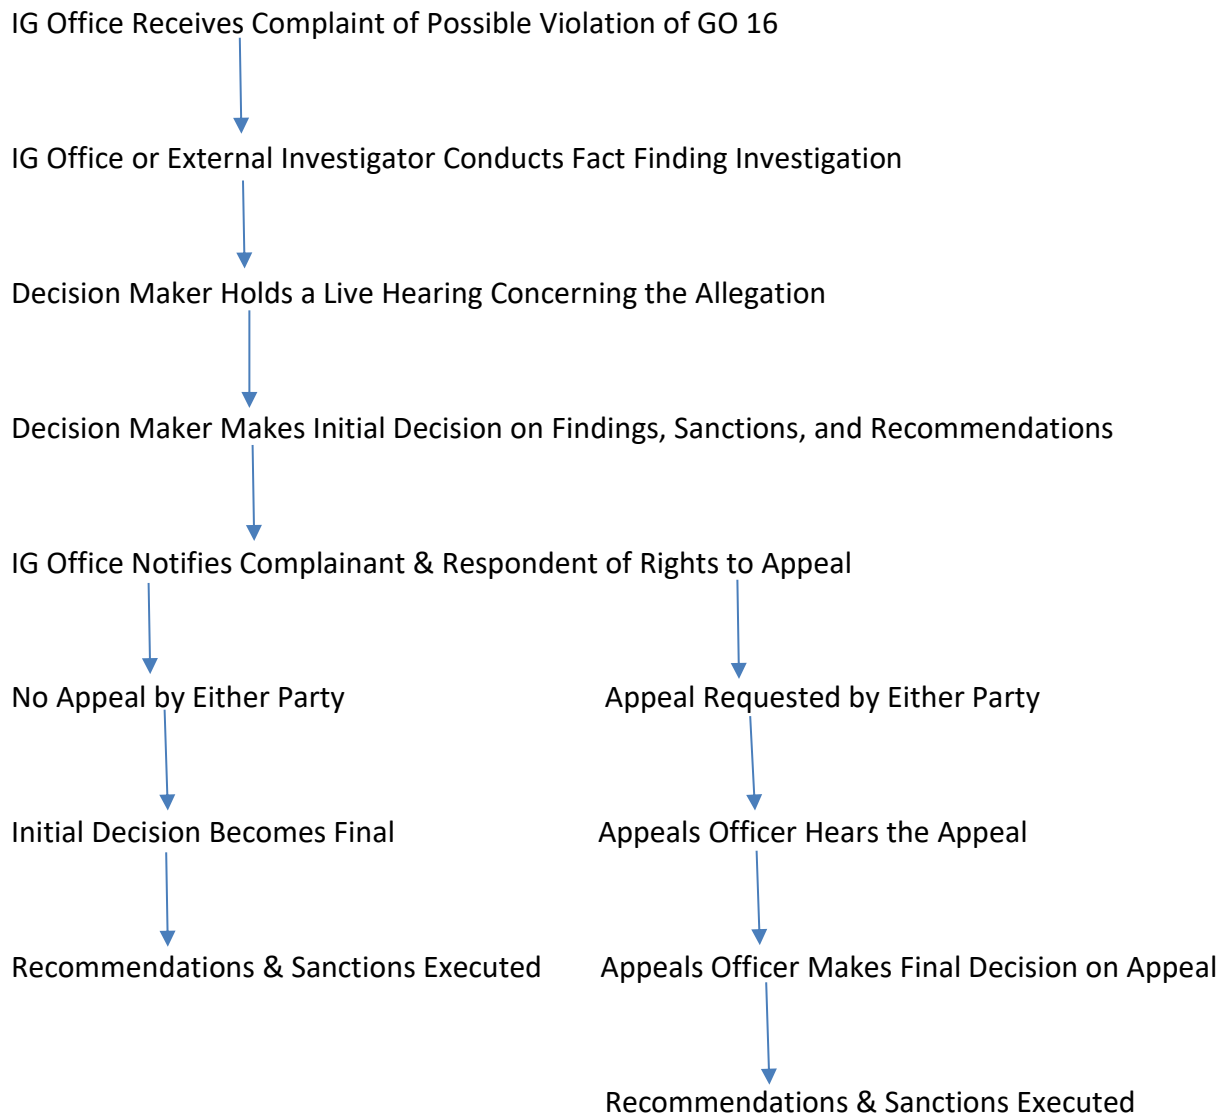 IG Office Receives Complaint of Possible Violation of GO 16
IG Office or External Investigator Conducts Fact Finding Investigation
Decision Maker Holds a Live Hearing Concerning the Allegation
Decision Maker Makes Initial Decision on Findings, Sanctions, and Recommendations
IG Office Notifies Complainant & Respondent of Rights to Appeal
No Appeal by Either Party
Appeal Requested by Either Party
Initial Decision Becomes Final
Appeals Officer Hears the Appeal
Recommendations & Sanctions Executed
Appeals Officer Makes Final Decision on Appeal
Recommendations & Sanctions Executed